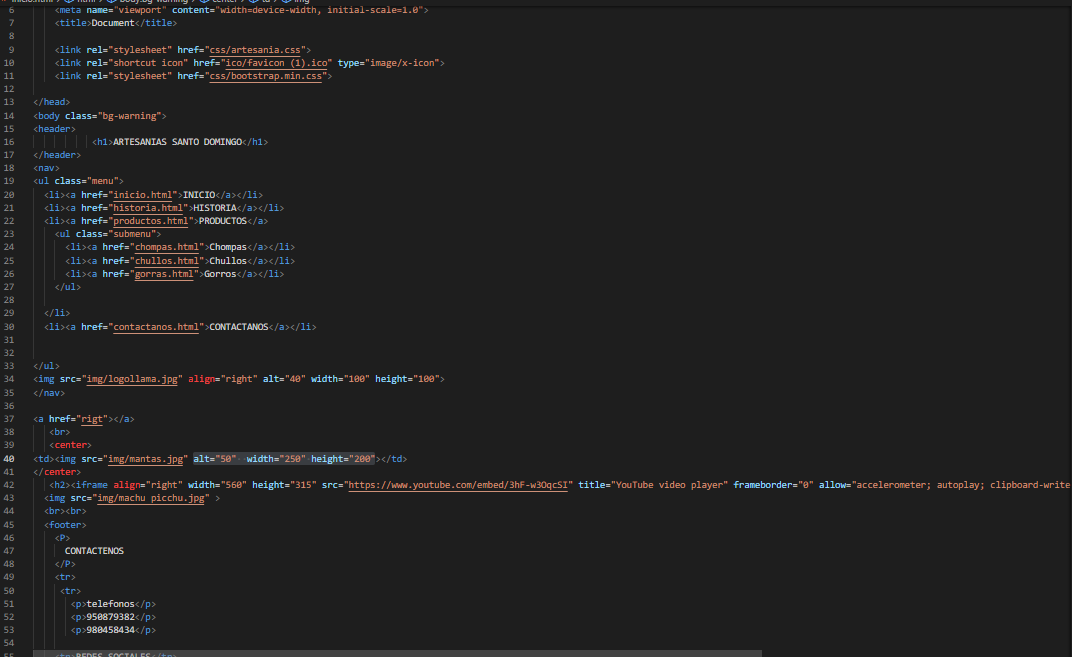 6 <meta name="viewport" content="width=device-width, initial-scale=1.0">
7 <title>Document</title>
8
9 <link rel="stylesheet" href="css/artesania.css">
10 <link rel="shortcut icon" href="ico/favicon (1).ico" type="image/x-icon">
11 <link rel="stylesheet" href="css/bootstrap.min.css">
12
13 </head>
14 <body class="bg-warning">
15 <header>
16 <h1>ARTESANIAS SANTO DOMINGO</h1>
17 </header>
18 <nav>
19 <ul class="menu">
20 <li><a href="inicio.html">INICIO</a></li>
21 <li><a href="historia.html">HISTORIA</a></li>
22 <li><a href="productos.html">PRODUCTOS</a>
23 <ul class="submenu">
24 <li><a href="chompas.html">Chompas</a></li>
25 <li><a href="chullos.html">Chullos</a></li>
26 <li><a href="gorras.html">Gorros</a></li>
27 </ul>
28
29 </li>
30 <li><a href="contactanos.html">CONTACTANOS</a></li>
31
32
33 </ul>
34 <img src="img/logollama.jpg" align="right" alt="40" width="100" height="100">
35 </nav>
36
37 <a href="rigt"></a>
38 <br>
39 <center>
40 <td><img src="img/mantas.jpg" alt="50" width="250" height="200"></td>
41 </center>
42 <h2><iframe align="right" width="560" height="315" src="https://www.youtube.com/embed/3hF-w3OqcSI" title="YouTube video player" frameborder="0" allow="accelerometer; autoplay; clipboard-write
43 <img src="img/machu picchu.jpg" >
44 <br><br>
45 <footer>
46 <P>
47 CONTACTENOS
48 </P>
49 <tr>
50 <tr>
51 <p>telefonos</p>
52 <p>950879382</p>
53 <p>980458434</p>
54
55 REDES SOCIALES